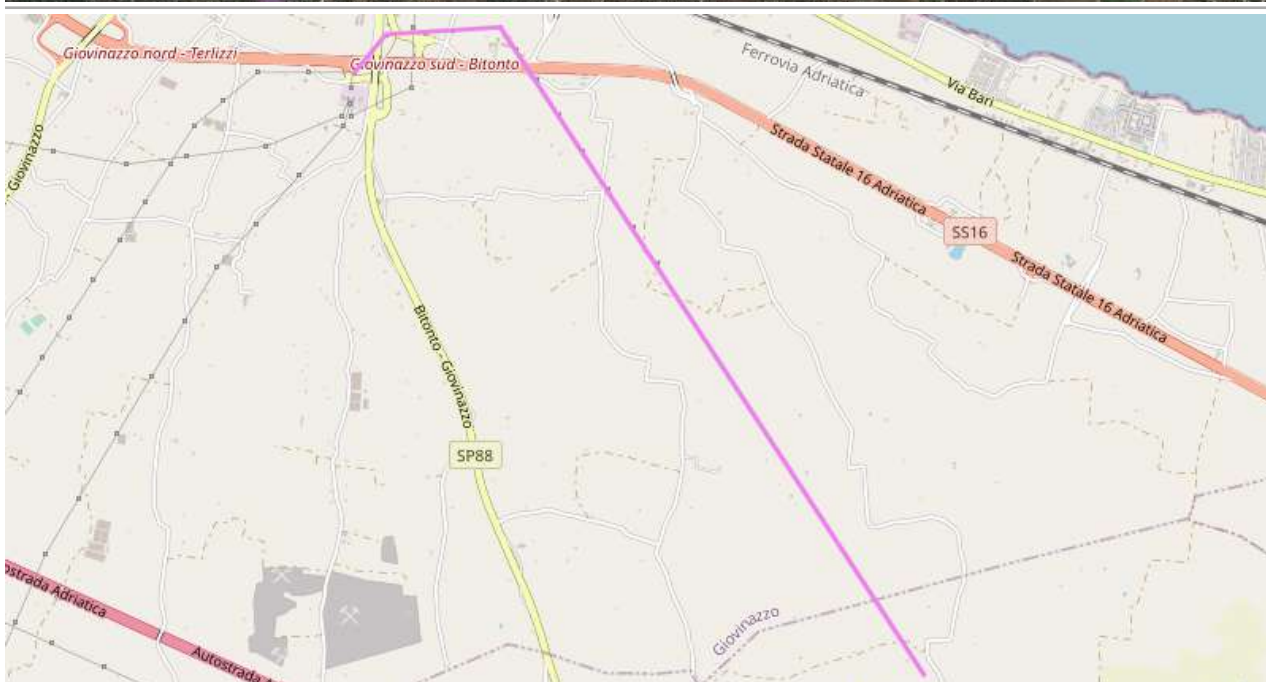 Giovinazzo nord - Terlizzi
Giovinazzo sud - Bitonto
Ferrovia Adriatica
Via Bari
- Giovinazzo
Strada Statale 16 Adriatica
SS16
Strada Statale 16 Adriatica
Bitonto - Giovinazzo
SP88
ostrada Adriatica
Giovinazzo
Autostrada A